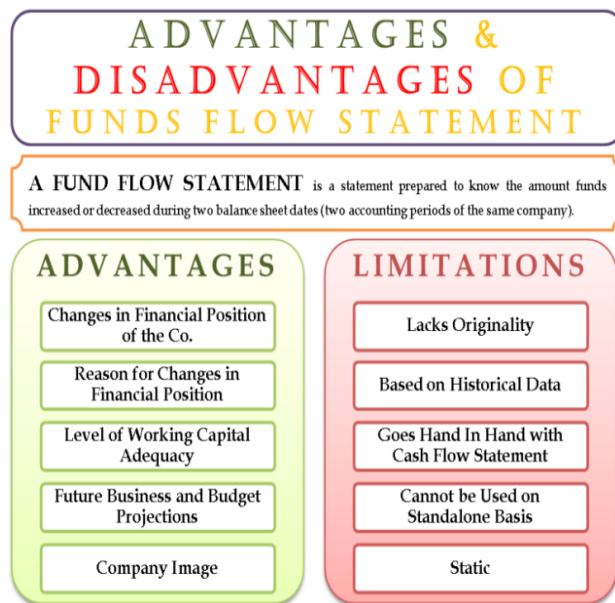 ADVANTAGES &
DISADVANTAGES OF
FUNDS FLOW STATEMENT
A FUND FLOW STATEMENT is a statement prepared to know the amount funds
increased or decreased during two balance sheet dates (two accounting periods of the same company).
ADVANTAGES
Changes in Financial Position
of the Co.
Reason for Changes in
Financial Position
Level of Working Capital
Adequacy
Future Business and Budget
Projections
Company Image
LIMITATIONS
Lacks Originality
Based on Historical Data
Goes Hand In Hand with
Cash Flow Statement
Cannot be Used on
Standalone Basis
Static